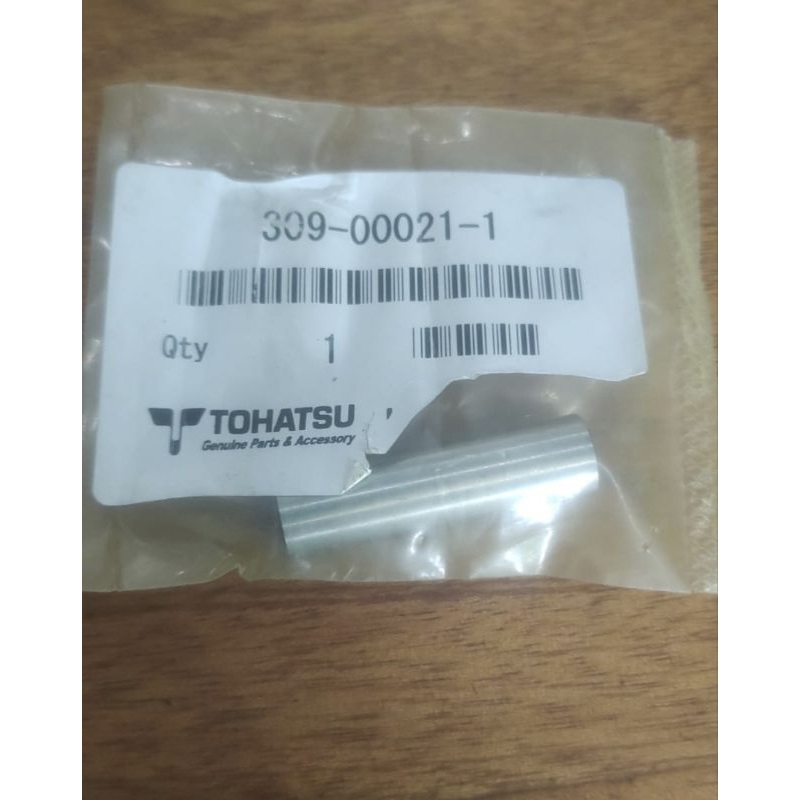 309-00021-1
Qty 1
TOHATSU
Genuine Parts & Accessory